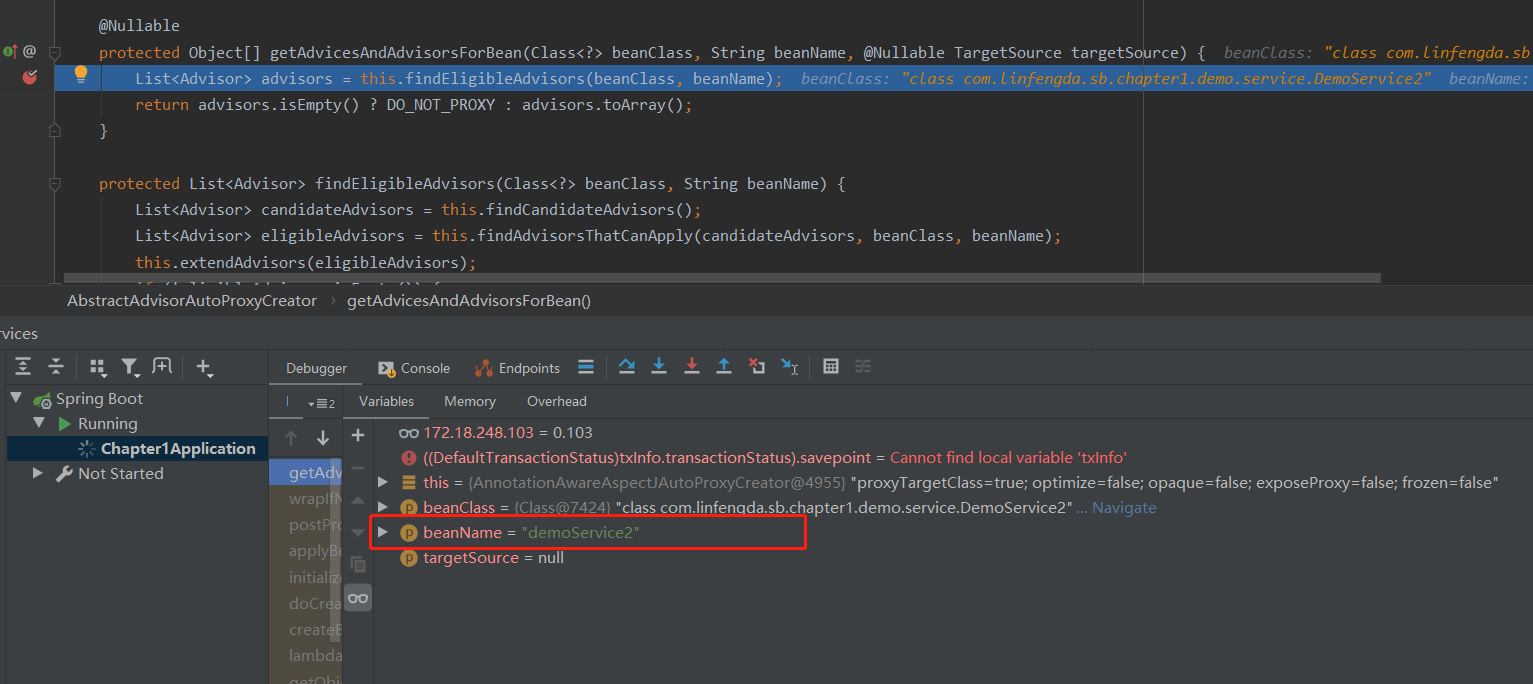 @Nullable
protected Object[] getAdvicesAndAdvisorsForBean(Class<?> beanClass, String beanName, @Nullable TargetSource targetSource) { beanClass: "class com.linfengda.sb
List<Advisor> advisors = this.findEligibleAdvisors(beanClass, beanName); beanClass: "class com.linfengda.sb.chapter1.demo.service.DemoService2" beanName:
return advisors.isEmpty() ? DO_NOT_PROXY : advisors.toArray();
}
protected List<Advisor> findEligibleAdvisors(Class<?> beanClass, String beanName) {
List<Advisor> candidateAdvisors = this.findCandidateAdvisors();
List<Advisor> eligibleAdvisors = this.findAdvisorsThatCanApply(candidateAdvisors, beanClass, beanName);
this.extendAdvisors(eligibleAdvisors);
AbstractAdvisorAutoProxyCreator › getAdvicesAndAdvisorsForBean()
rvices
Debugger Console Endpoints
Spring Boot
Running
Chapter1Application
Not Started
2 Variables Memory Overhead
getAdv
wrapIfN
postPro
applyBe
initialize
doCrea
createB
lambda
getObj
172.18.248.103 = 0.103
((DefaultTransactionStatus)txInfo.transactionStatus).savepoint = Cannot find local variable 'txInfo'
this = {AnnotationAwareAspectJAutoProxyCreator@4955} "proxyTargetClass=true; optimize=false; opaque=false; exposeProxy=false; frozen=false"
beanClass = {Class@7424} "class com.linfengda.sb.chapter1.demo.service.DemoService2" ... Navigate
beanName = "demoService2"
targetSource = null